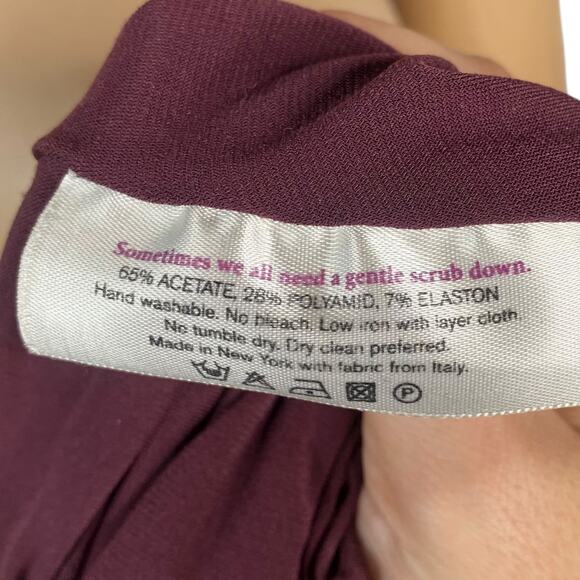 Sometimes we all need a gentle scrub down.
65% ACETATE, 28% POLYAMID, 7% ELASTON
Hand washable. No bleach. Low iron with layer cloth.
No tumble dry. Dry clean preferred.
Made in New York with fabric from Italy.
P